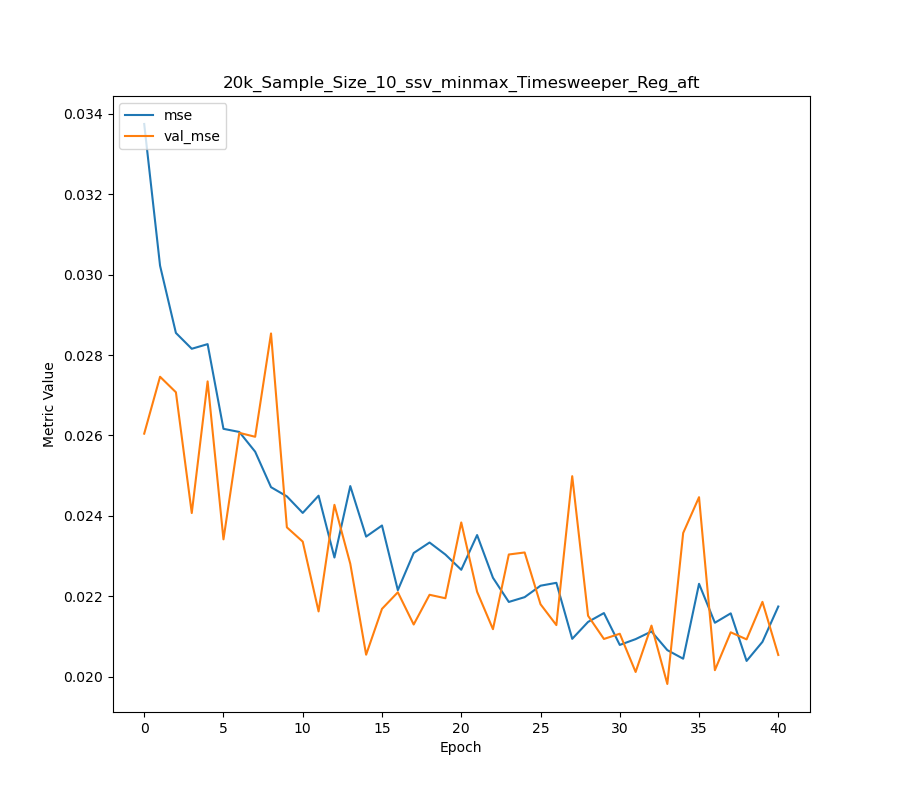 20k_Sample_Size_10_ssv_minmax_Timesweeper_Reg_aft
mse
val_mse
0.034
0.032
0.030
0.028
0.026
0.024
0.022
0.020
Metric Value
0 5 10 15 20 25 30 35 40
Epoch